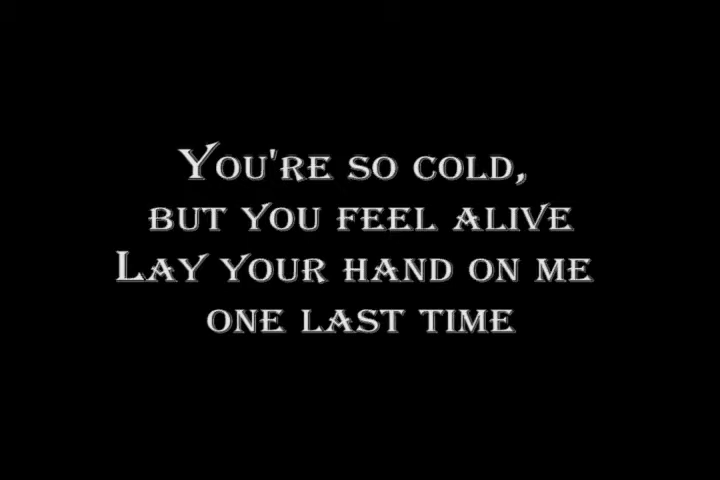 You're so cold,
but you feel alive
Lay your hand on me
one last time